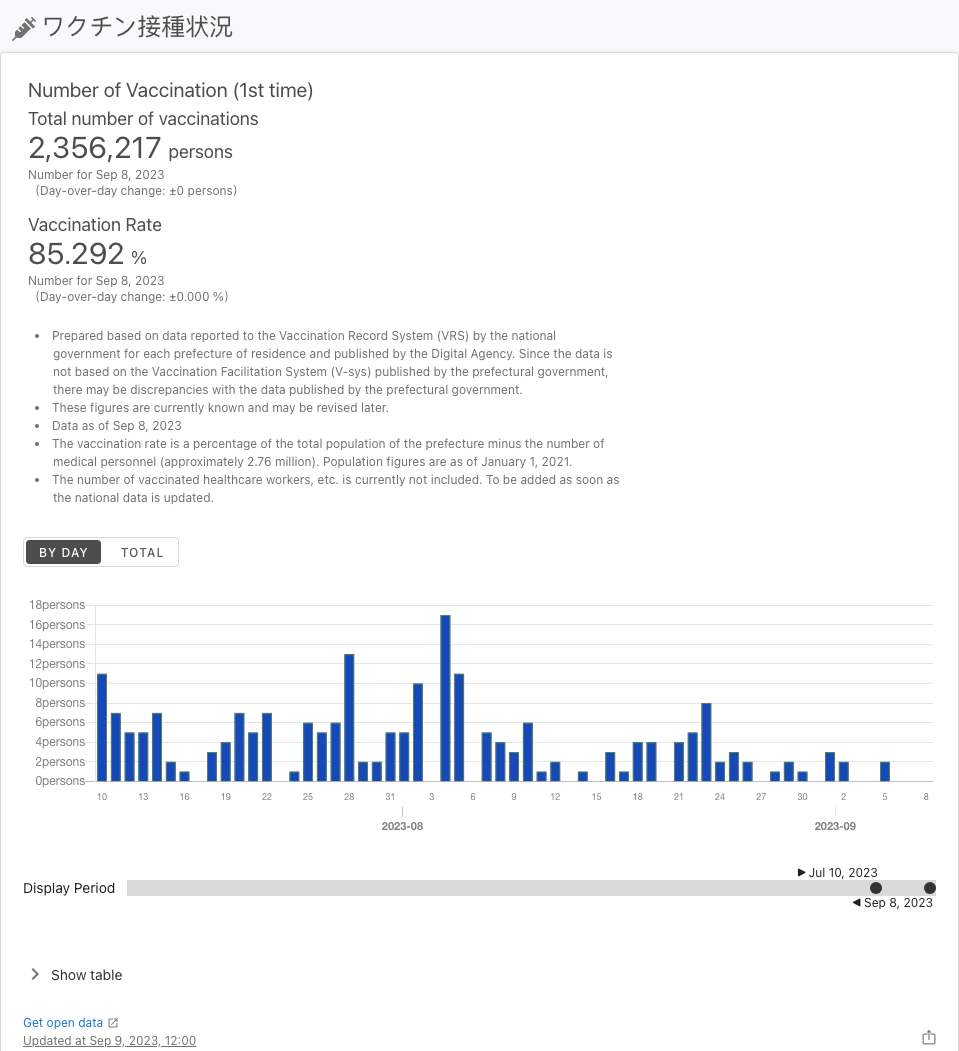 ワクチン接種状況
Number of Vaccination (1st time)
Total number of vaccinations
2,356,217 persons
Number for Sep 8, 2023
(Day-over-day change: ±0 persons)
Vaccination Rate
85.292 %
Number for Sep 8, 2023
(Day-over-day change: ±0.000 %)
• Prepared based on data reported to the Vaccination Record System (VRS) by the national
government for each prefecture of residence and published by the Digital Agency. Since the data is
not based on the Vaccination Facilitation System (V-sys) published by the prefectural government,
there may be discrepancies with the data published by the prefectural government.
• These figures are currently known and may be revised later.
• Data as of Sep 8, 2023
• The vaccination rate is a percentage of the total population of the prefecture minus the number of
medical personnel (approximately 2.76 million). Population figures are as of January 1, 2021.
• The number of vaccinated healthcare workers, etc. is currently not included. To be added as soon as
the national data is updated.
BY DAY TOTAL
18persons
16persons
14persons
12persons
10persons
8persons
6persons
4persons
2persons
0persons
10 13 16 19 22 25 28 31 3 6 9 12 15 18 21 24 27 30 2 5 8
2023-08 2023-09
Jul 10, 2023
Display Period
Sep 8, 2023
Show table
Get open data
Updated at Sep 9, 2023, 12:00